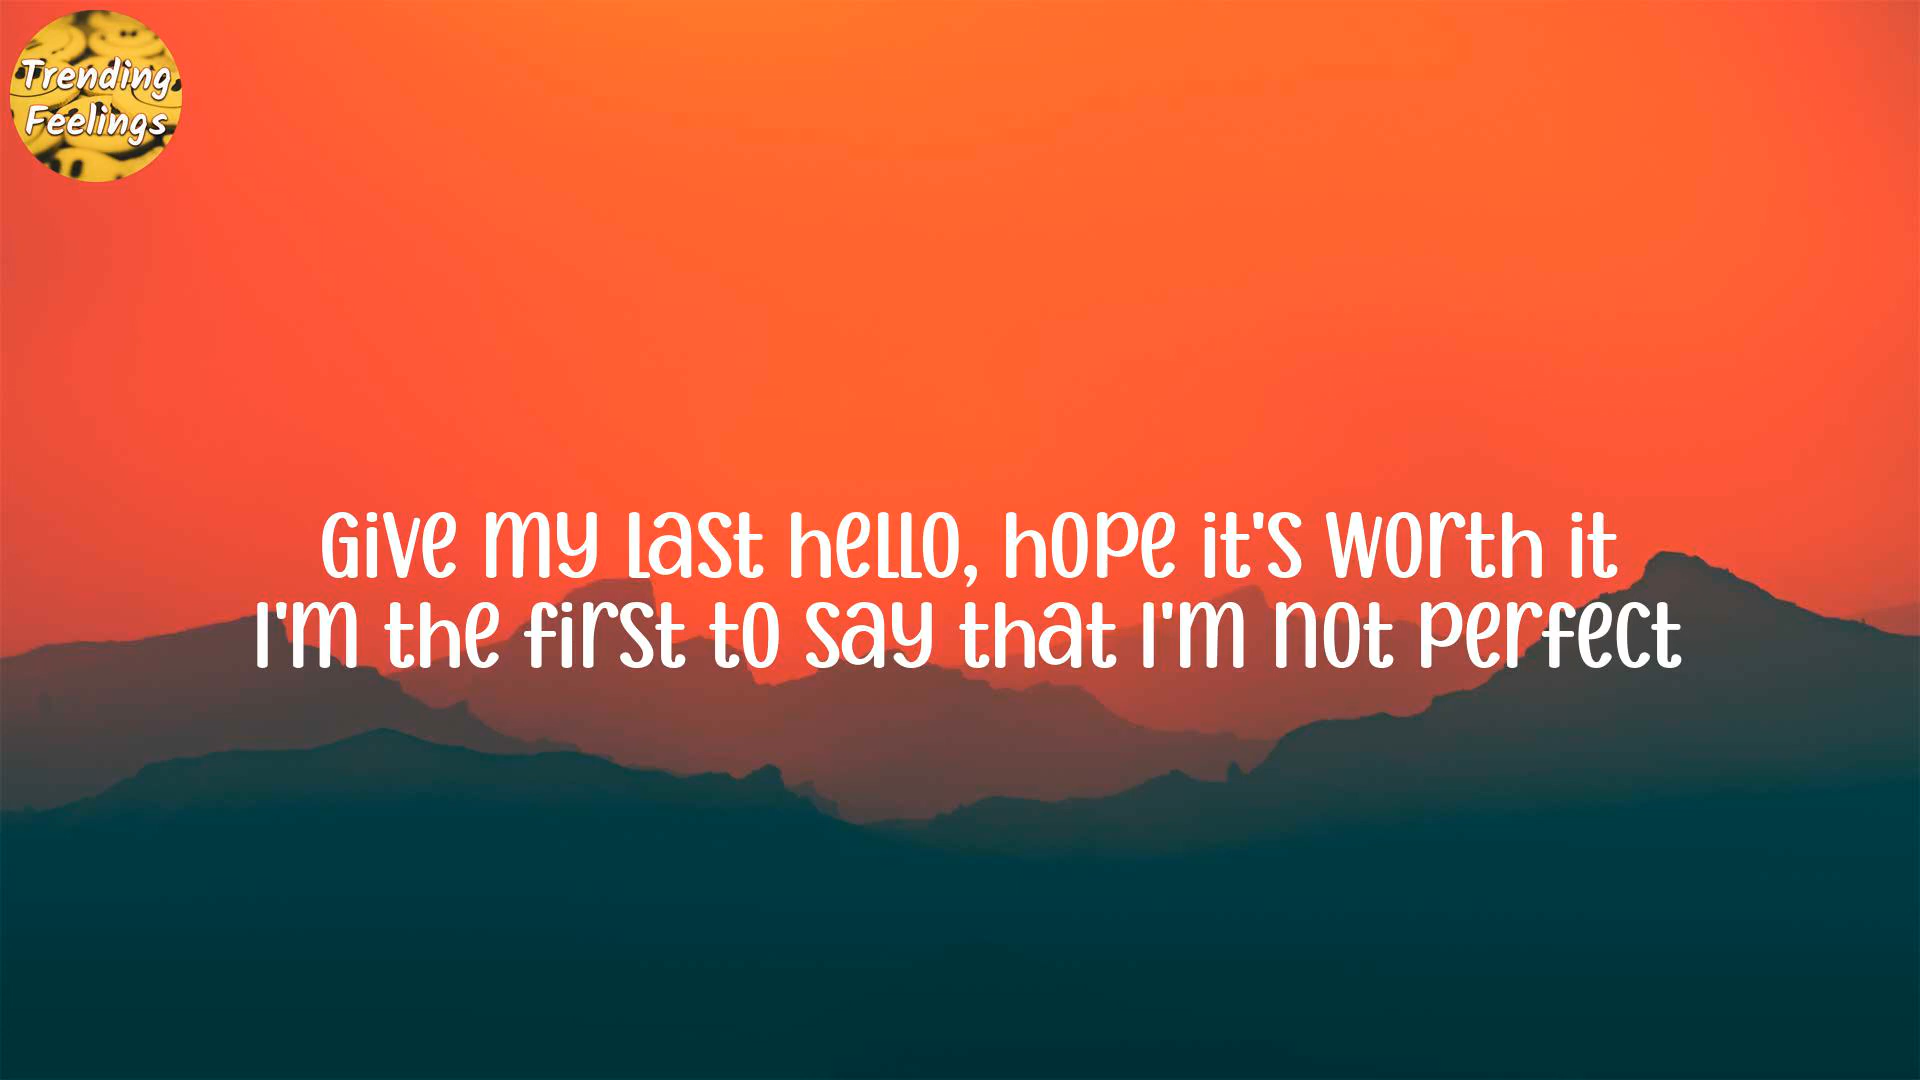 Trending
Feelings
Give my last hello, hope it's worth it
I'm the first to say that I'm not perfect